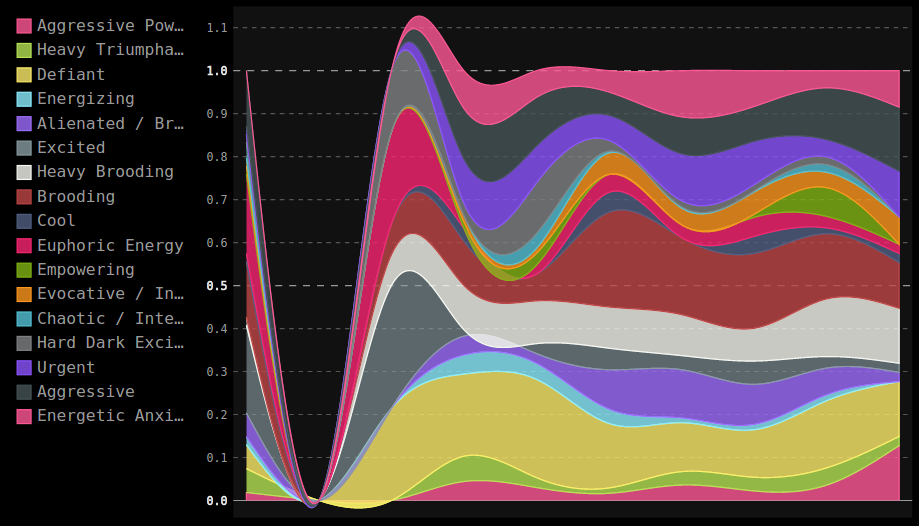 Aggressive Pow…
Heavy Triumpha…
Defiant
Energizing
Alienated / Br…
Excited
Heavy Brooding
Brooding
Cool
Euphoric Energy
Empowering
Evocative / In…
Chaotic / Inte…
Hard Dark Exci…
Urgent
Aggressive
Energetic Anxi…
1.1
1.0
0.9
0.8
0.7
0.6
0.5
0.4
0.3
0.2
0.1
0.0